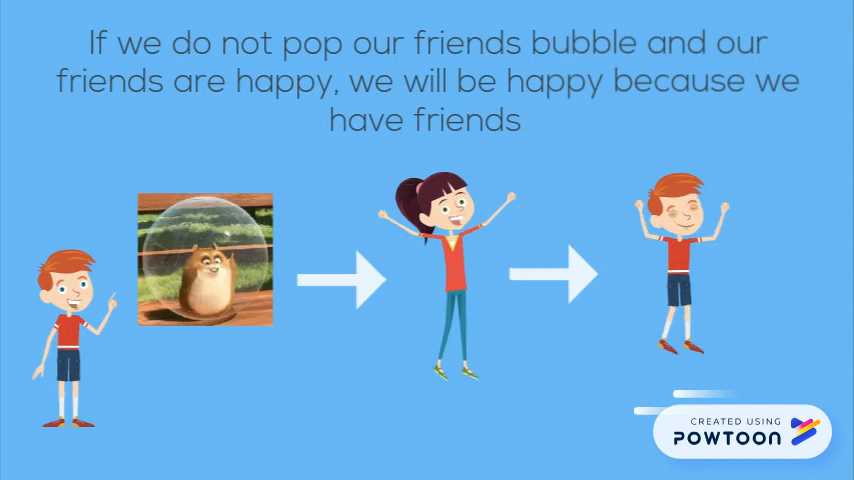 If we do not pop our friends bubble and our
friends are happy, we will be happy because we
have friends.
CREATED USING
POWTOON